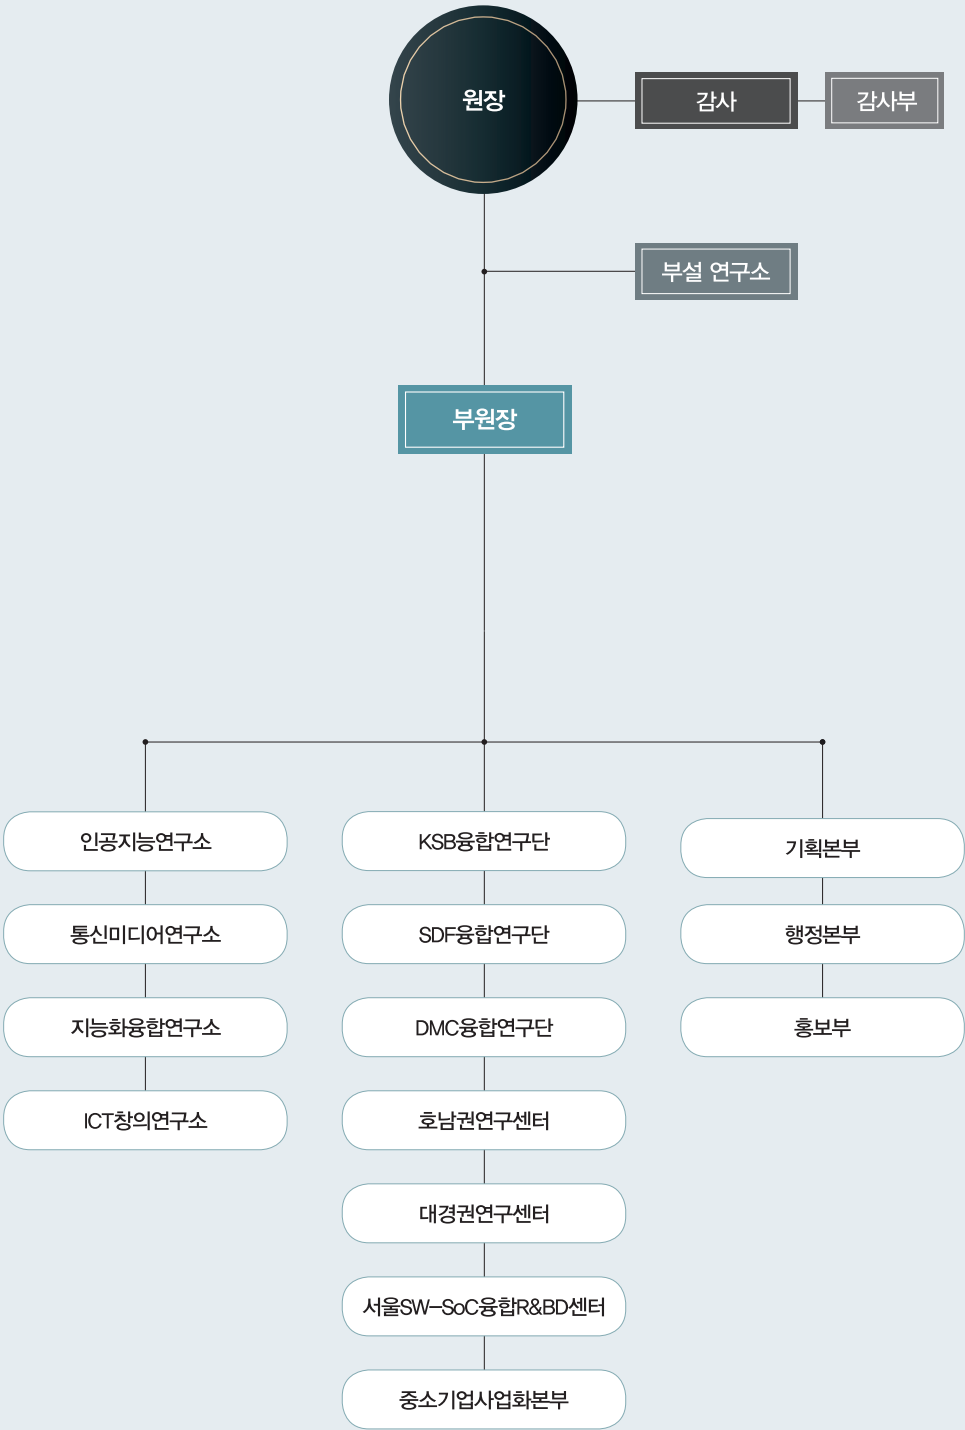 원장
감사
감사부
부설 연구소
부원장
인공지능연구소
통신미디어연구소
지능화융합연구소
ICT창의연구소
KSB융합연구단
SDF융합연구단
DMC융합연구단
호남권연구센터
대경권연구센터
서울SW-SoC융합R&BD센터
중소기업사업화본부
기획본부
행정본부
홍보부